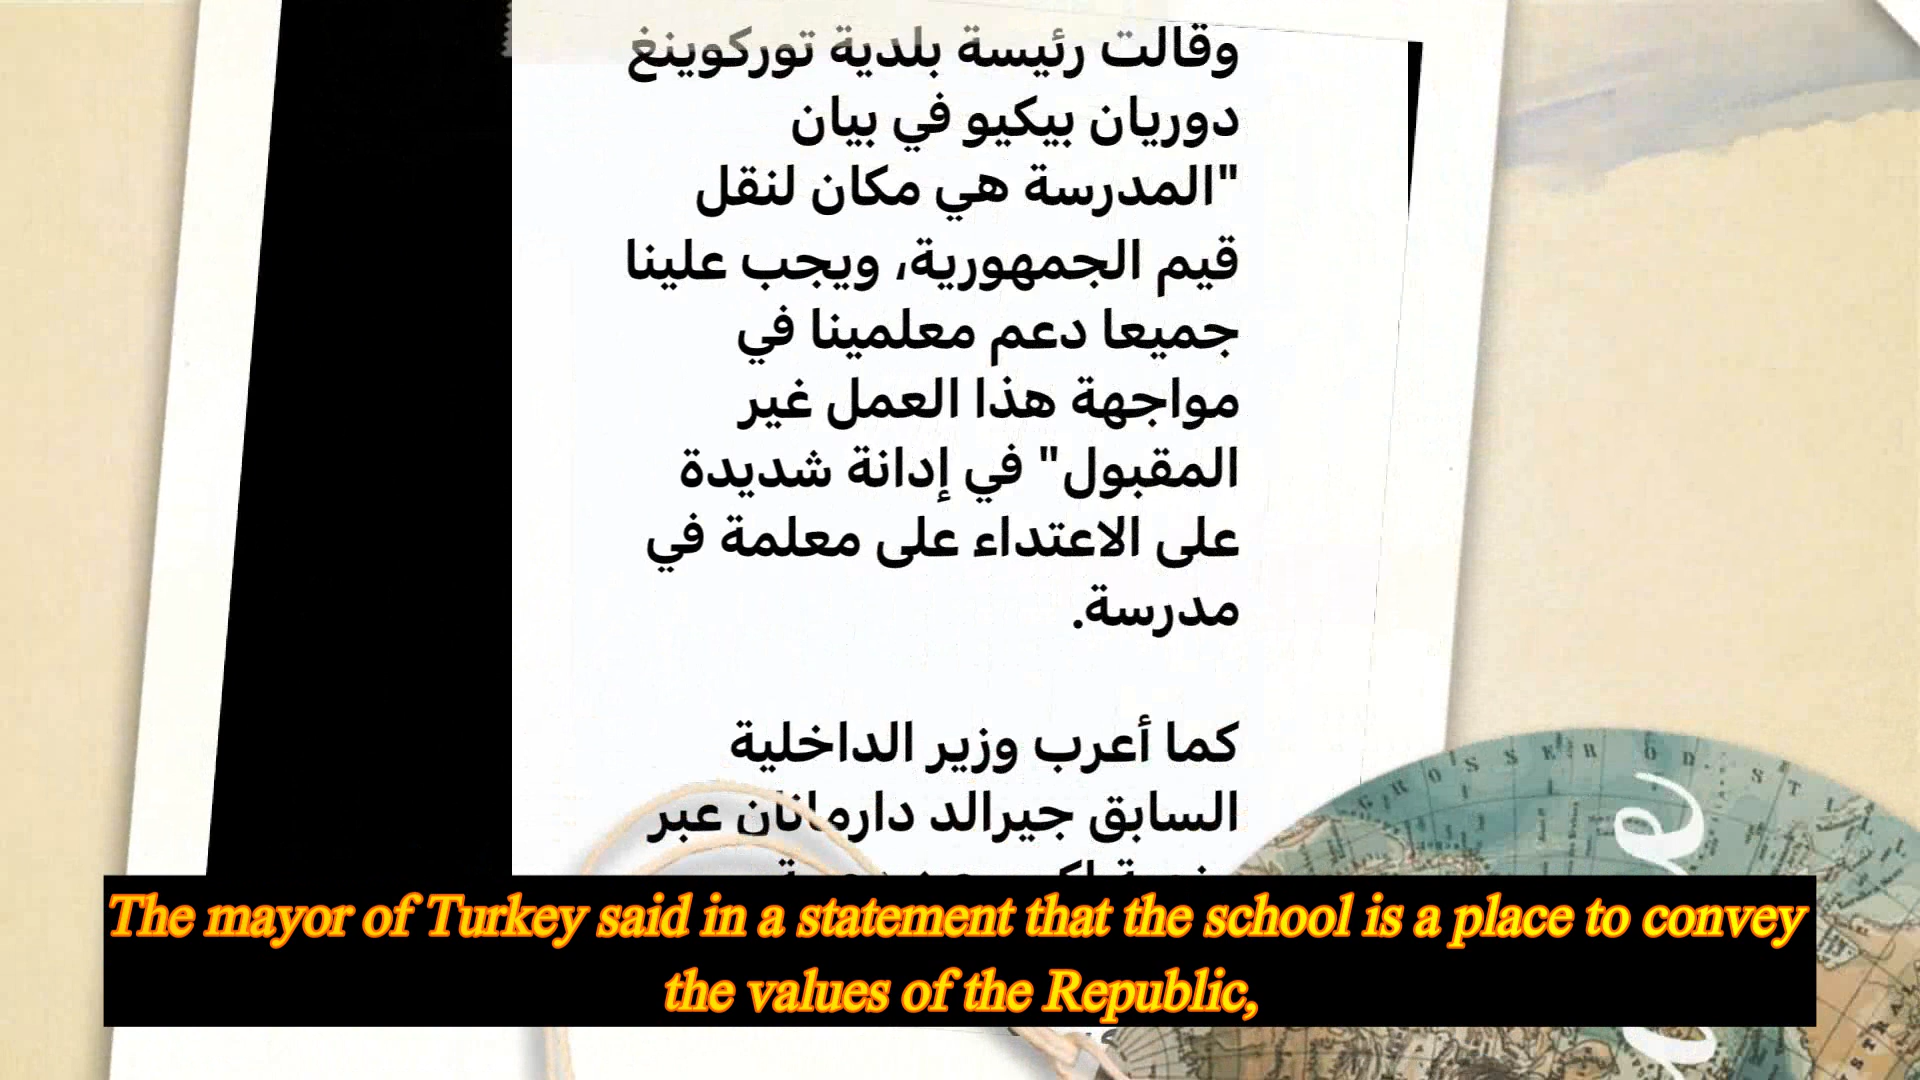 وقالت رئيسة بلدية توركوينغ
دوريان بيكيو في بيان
"المدرسة هي مكان لنقل
قيم الجمهورية، ويجب علينا
جميعا دعم معلمينا في
مواجهة هذا العمل غير
المقبول" في إدانة شديدة
على الاعتداء على معلمة في
مدرسة.
كما أعرب وزير الداخلية
السابق جيرالد دارمانان عبر
The mayor of Turkey said in a statement that the school is a place to convey
the values of the Republic,